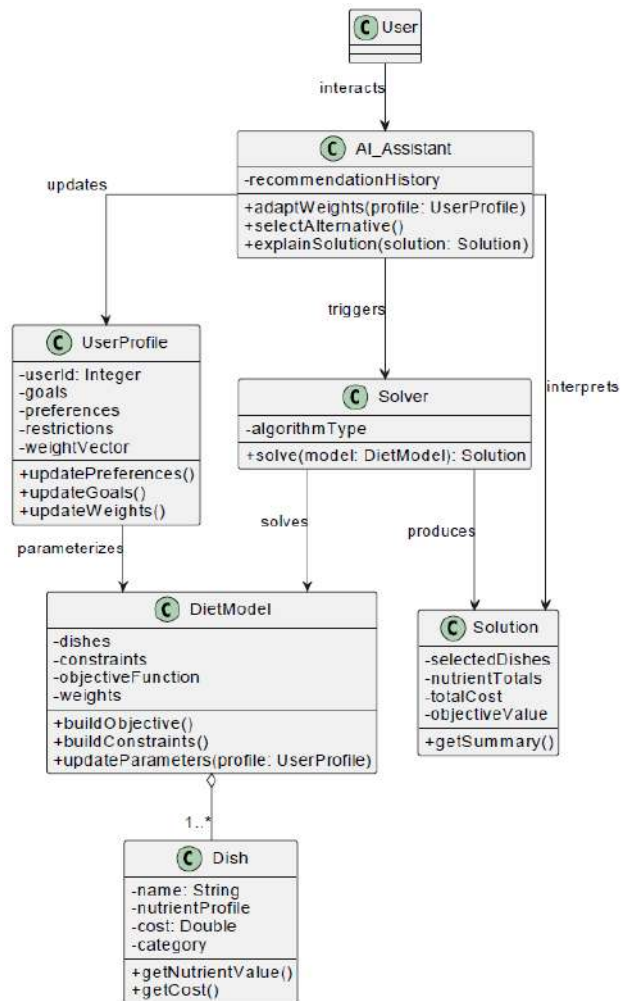 C User
interacts
C AI_Assistant
-recommendationHistory
+adaptWeights(profile: UserProfile)
+selectAlternative()
+explainSolution(solution: Solution)
updates
triggers
interprets
C UserProfile
-userId: Integer
-goals
-preferences
-restrictions
-weightVector
+updatePreferences()
+updateGoals()
+updateWeights()
C Solver
-algorithmType
+solve(model: DietModel): Solution
parameterizes
solves
produces
C DietModel
-dishes
-constraints
-objectiveFunction
-weights
+buildObjective()
+buildConstraints()
+updateParameters(profile: UserProfile)
C Solution
-selectedDishes
-nutrientTotals
-totalCost
-objectiveValue
+getSummary()
1..*
C Dish
-name: String
-nutrientProfile
-cost: Double
-category
+getNutrientValue()
+getCost()